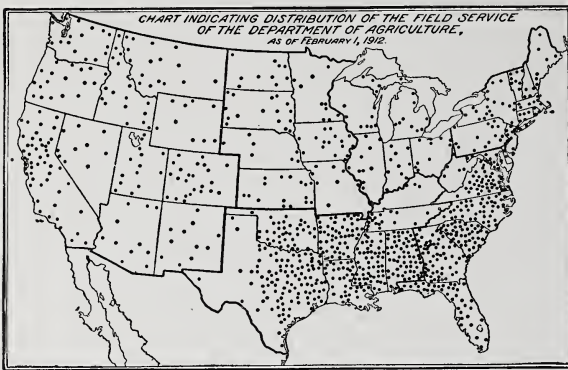 CHART INDICATING DISTRIBUTION OF THE FIELD SERVICE
OF THE DEPARTMENT OF AGRICULTURE,
AS OF FEBRUARY 1, 1912.